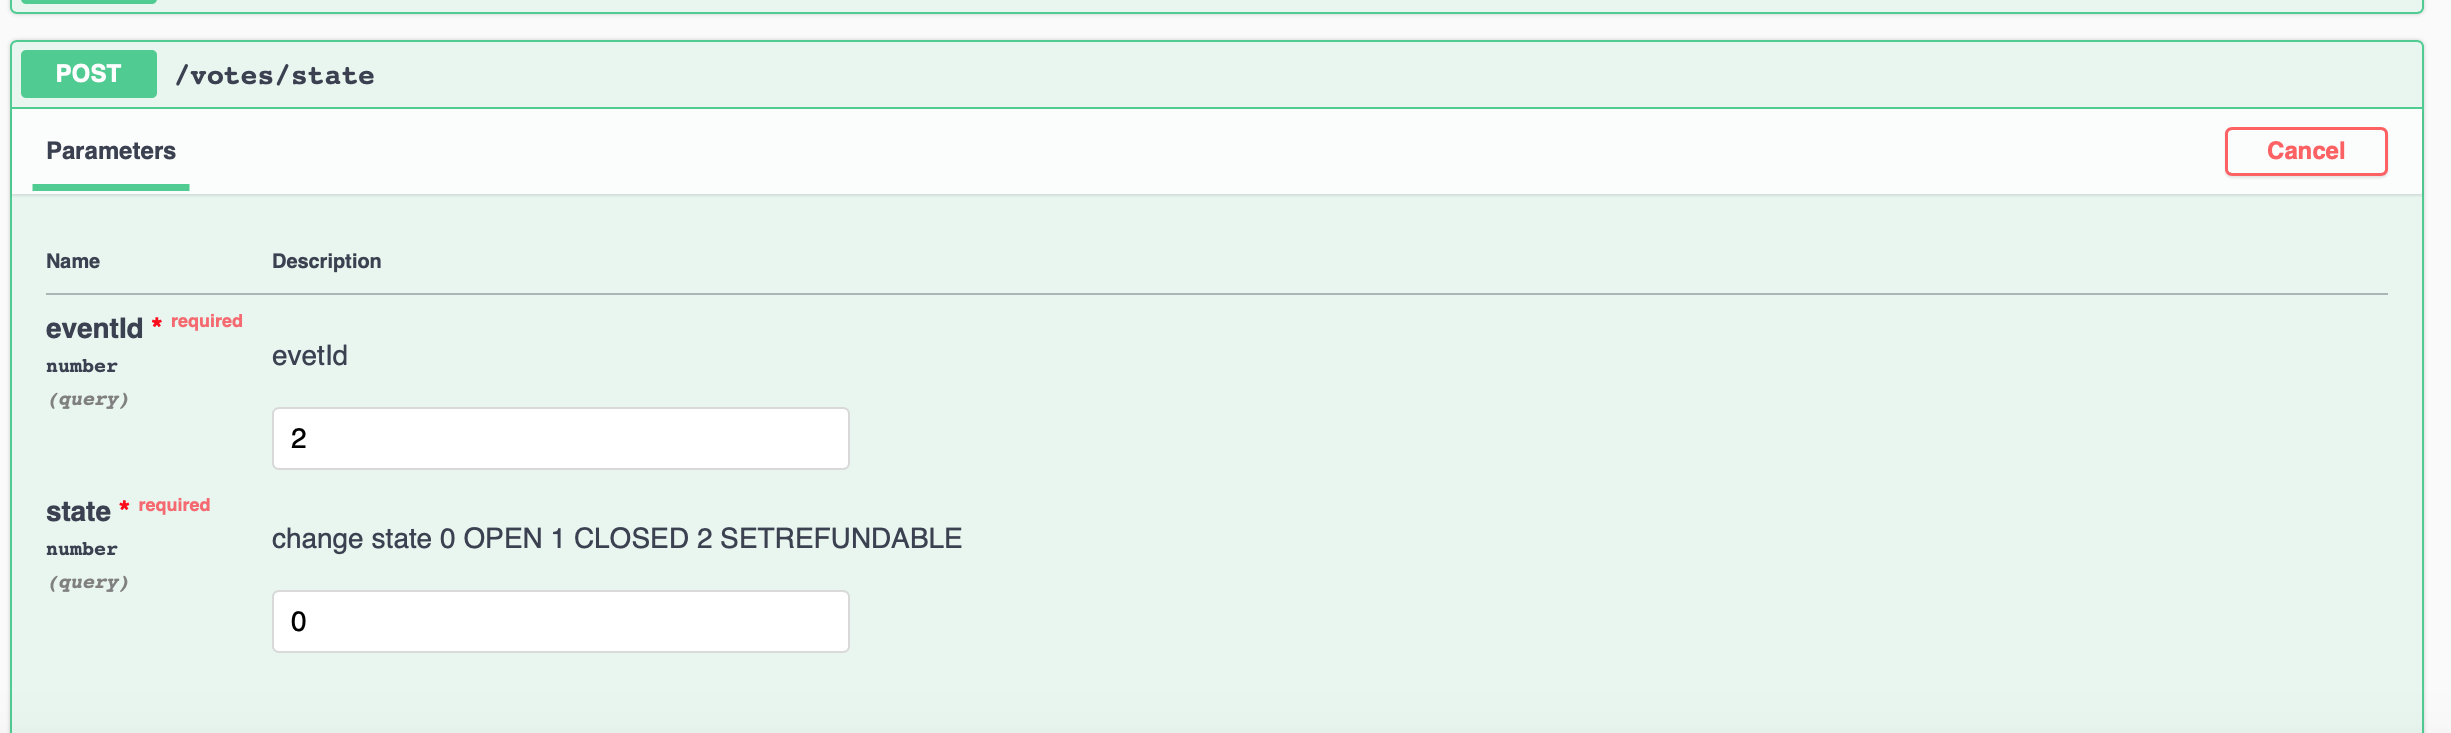 POST /votes/state
Parameters
Cancel
Name Description
eventId * required
number
(query)
evetId
2
state * required
number
(query)
change state 0 OPEN 1 CLOSED 2 SETREFUNDABLE
0